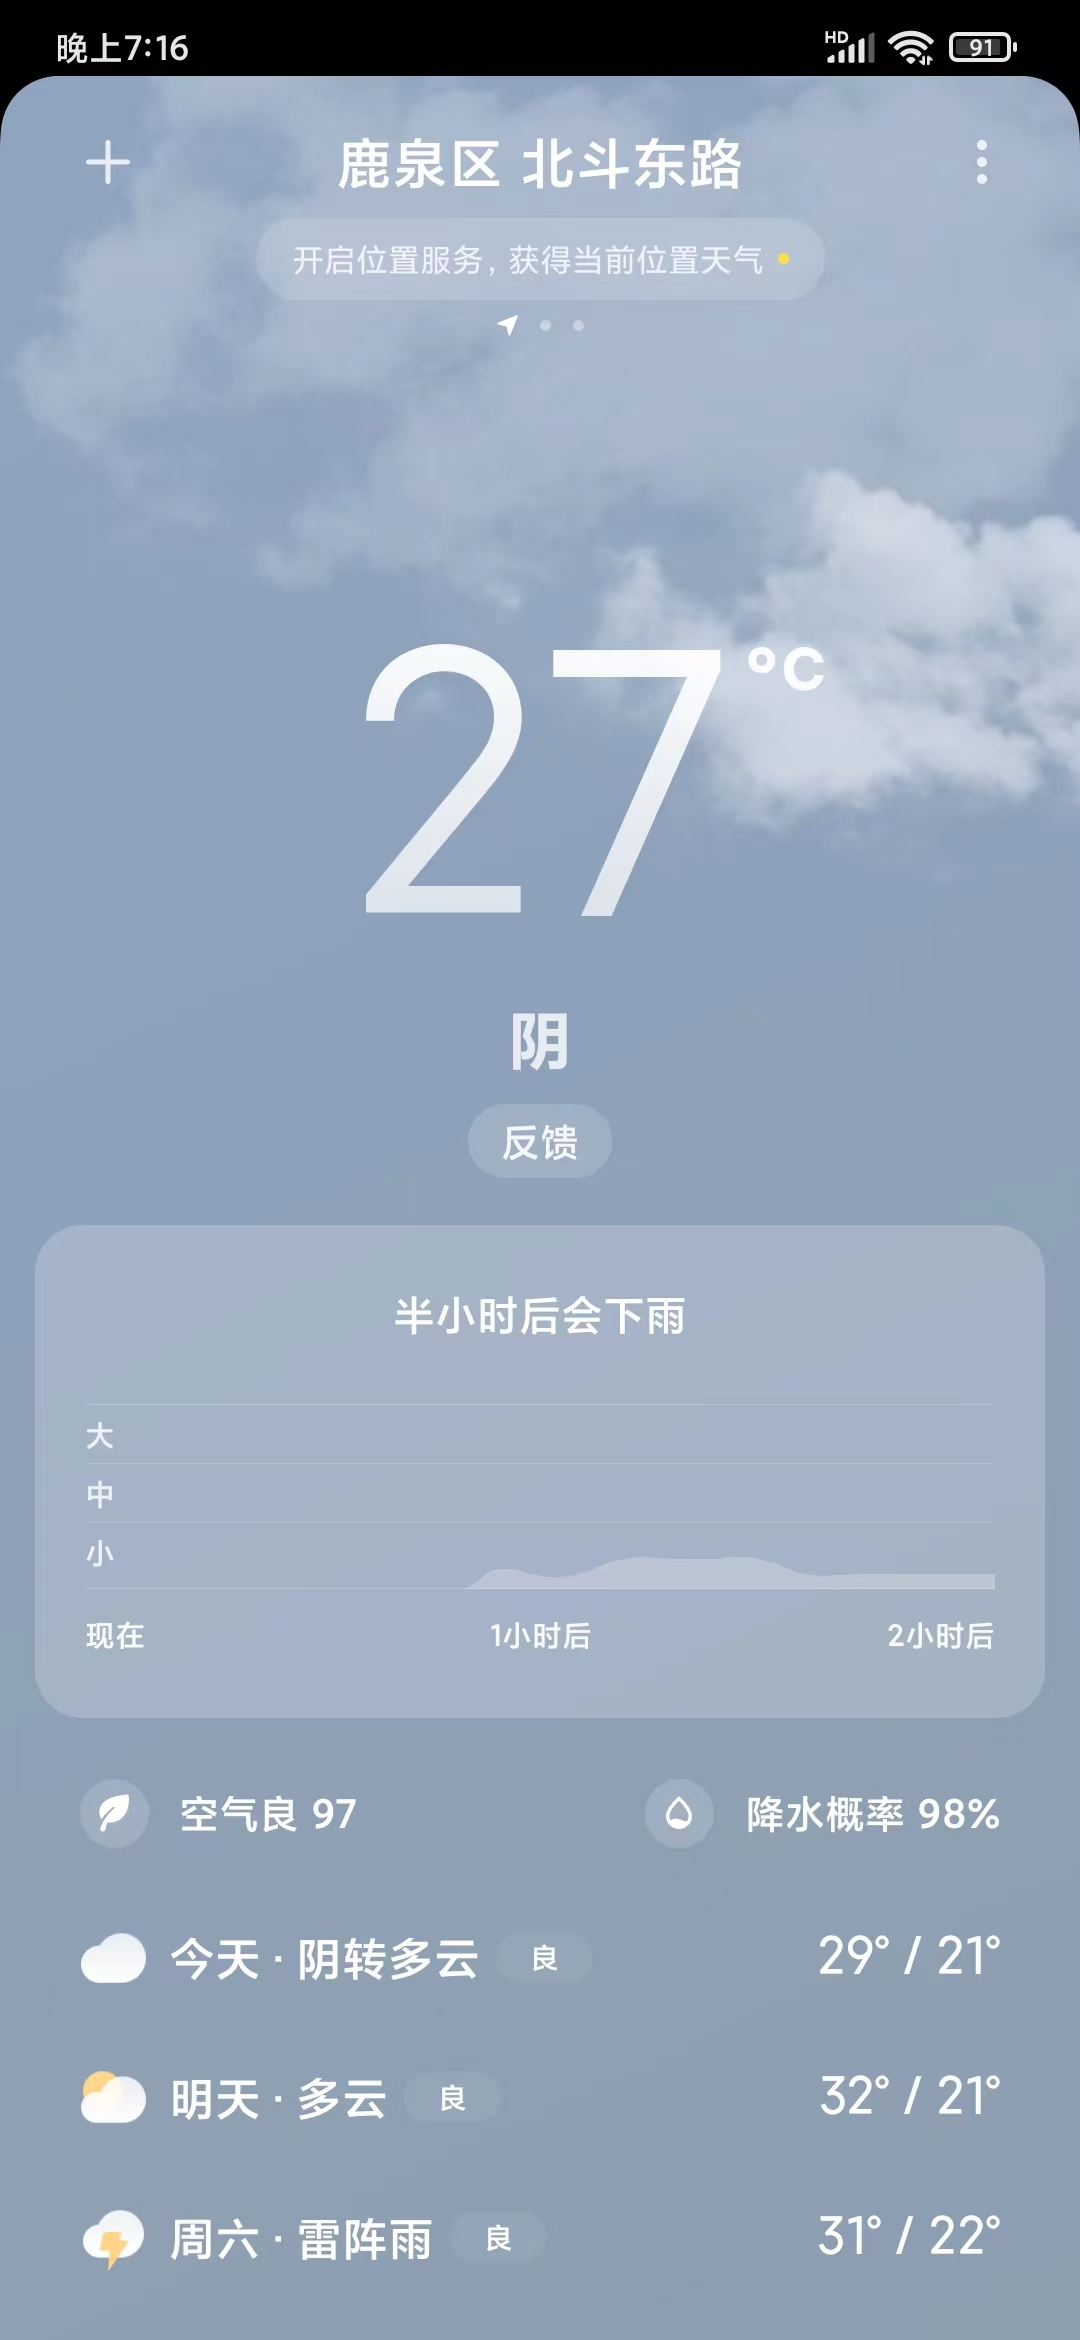 晚上7:16
HD
91
鹿泉区 北斗东路
开启位置服务，获得当前位置天气
27°C
阴
反馈
半小时后会下雨
大
中
小
现在 1小时后 2小时后
空气良 97 降水概率 98%
今天 · 阴转多云 良 29° / 21°
明天 · 多云 良 32° / 21°
周六 · 雷阵雨 良 31° / 22°